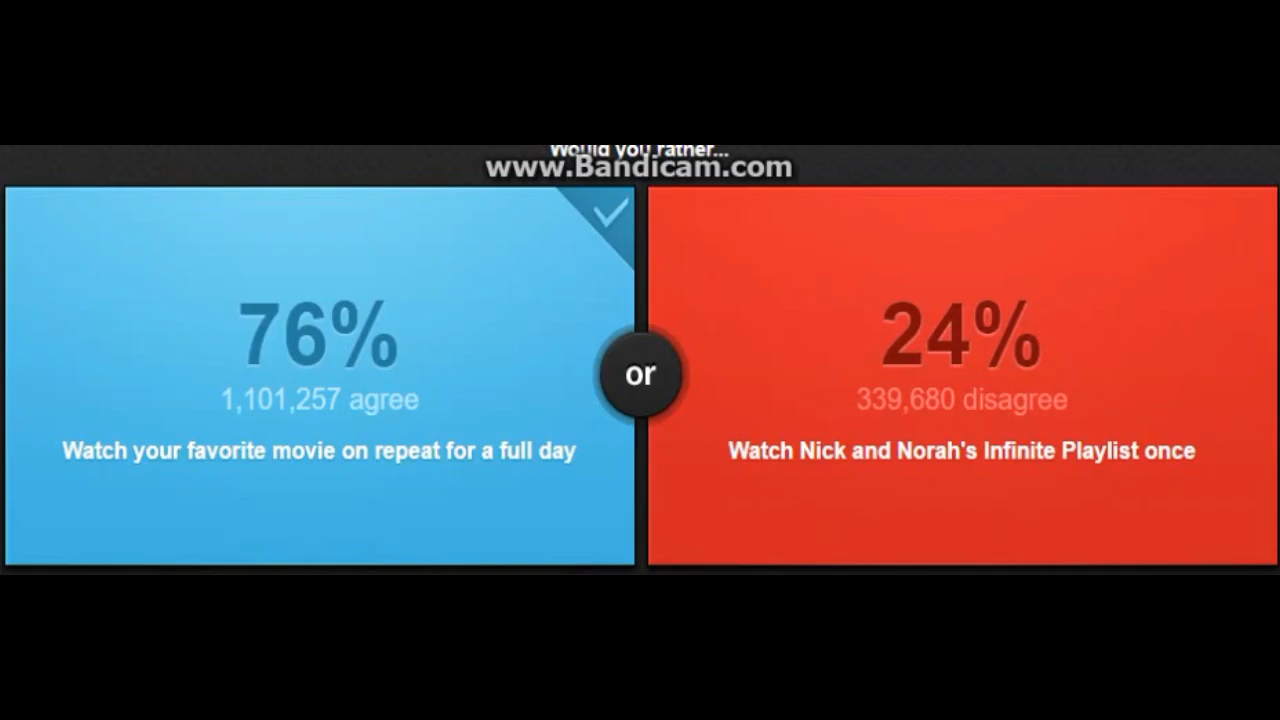 Would you rather...
www.Bandicam.com
76%
1,101,257 agree
Watch your favorite movie on repeat for a full day
or
24%
339,680 disagree
Watch Nick and Norah's Infinite Playlist once